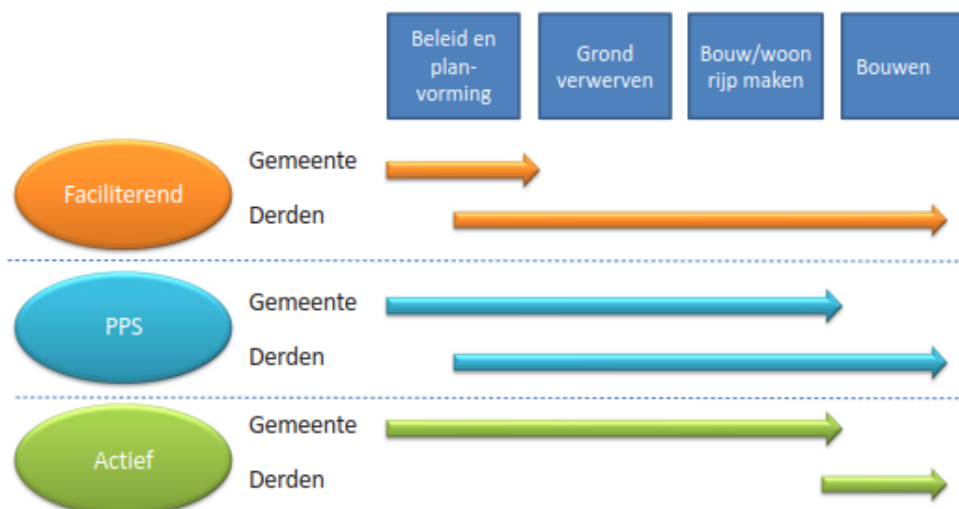 Beleid en
plan-
vorming
Grond
verwerven
Bouw/woon
rijp maken
Bouwen
Faciliterend
Gemeente
Derden
PPS
Gemeente
Derden
Actief
Gemeente
Derden